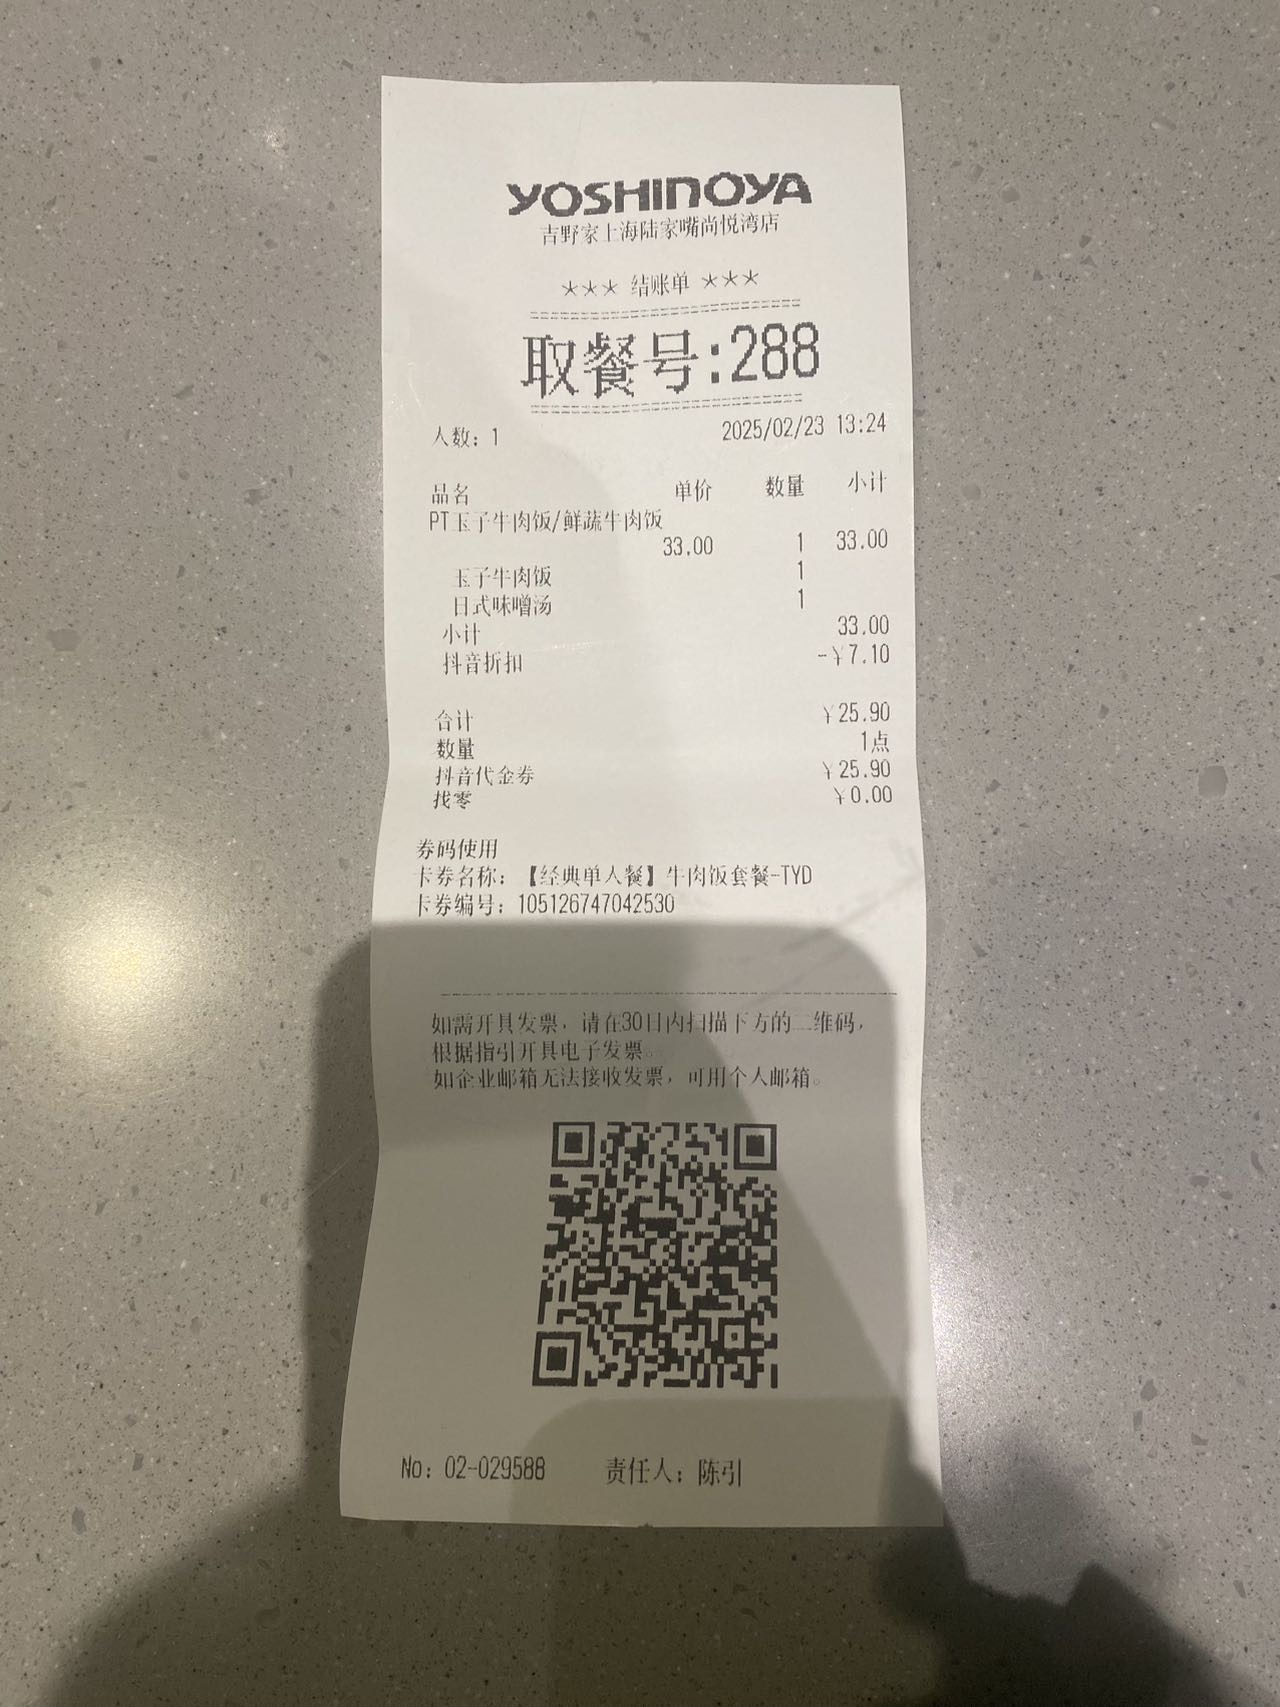 YOSHINOYA
吉野家上海陆家嘴尚悦湾店
*** 结账单 ***
取餐号:288
人数: 1 2025/02/23 13:24
品名 单价 数量 小计
PT玉子牛肉饭/鲜蔬牛肉饭
33.00 1 33.00
玉子牛肉饭 1
日式味噌汤 1
小计 33.00
抖音折扣 -¥7.10
合计 ¥25.90
数量 1点
抖音代金券 ¥25.90
找零 ¥0.00
券码使用
卡券名称: 【经典单人餐】牛肉饭套餐-TYD
卡券编号: 105126747042530
如需开具发票，请在30日内扫描下方的二维码，
根据指引开具电子发票。
如企业邮箱无法接收发票，可用个人邮箱。
No: 02-029588 责任人: 陈引